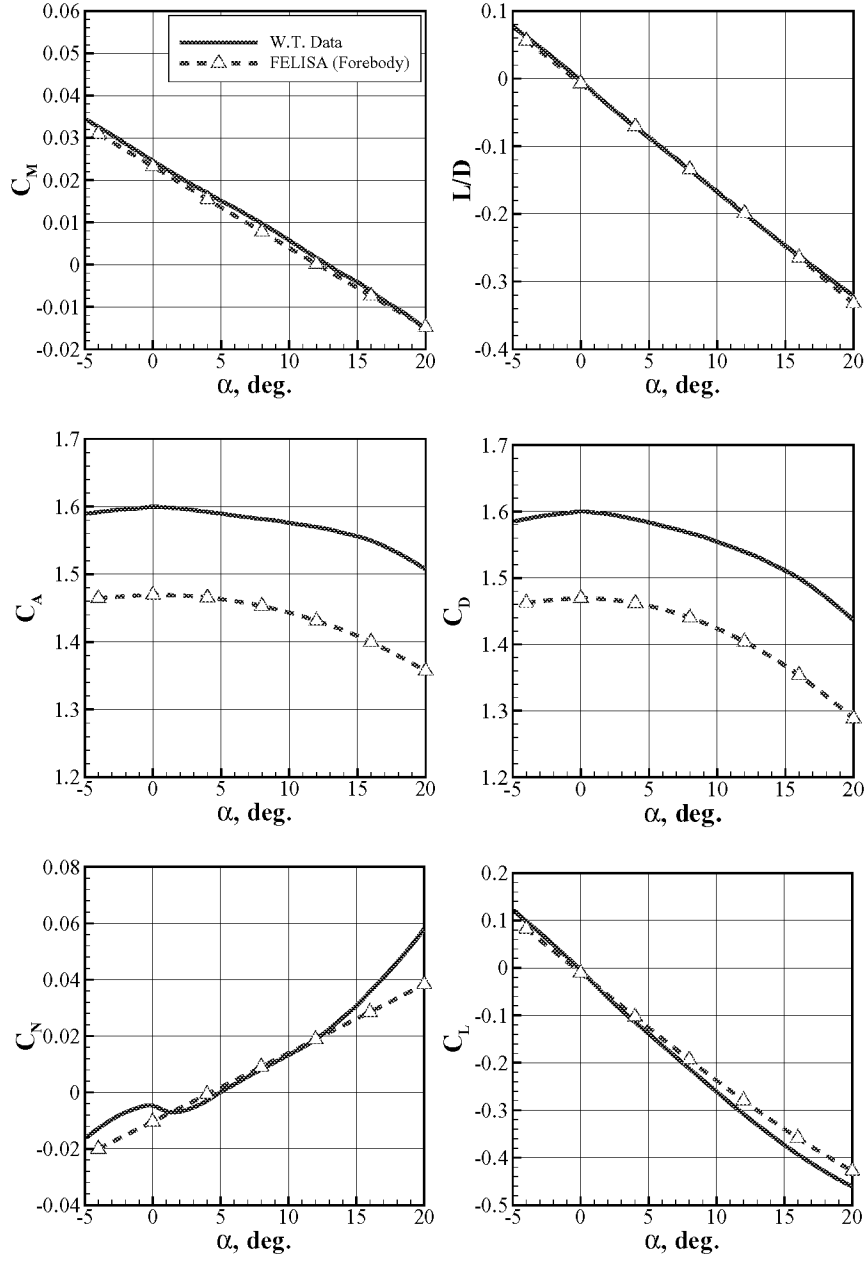 0.06
0.05
0.04
0.03
0.02
0.01
0
-0.01
-0.02
C_M
W.T. Data
FELISA (Forebody)
-5 0 5 10 15 20
α, deg.
0.1
0
-0.1
-0.2
-0.3
-0.4
L/D
-5 0 5 10 15 20
α, deg.
1.7
1.6
1.5
1.4
1.3
1.2
C_A
-5 0 5 10 15 20
α, deg.
1.7
1.6
1.5
1.4
1.3
1.2
C_D
-5 0 5 10 15 20
α, deg.
0.08
0.06
0.04
0.02
0
-0.02
-0.04
C_N
-5 0 5 10 15 20
α, deg.
0.2
0.1
0
-0.1
-0.2
-0.3
-0.4
-0.5
C_L
-5 0 5 10 15 20
α, deg.